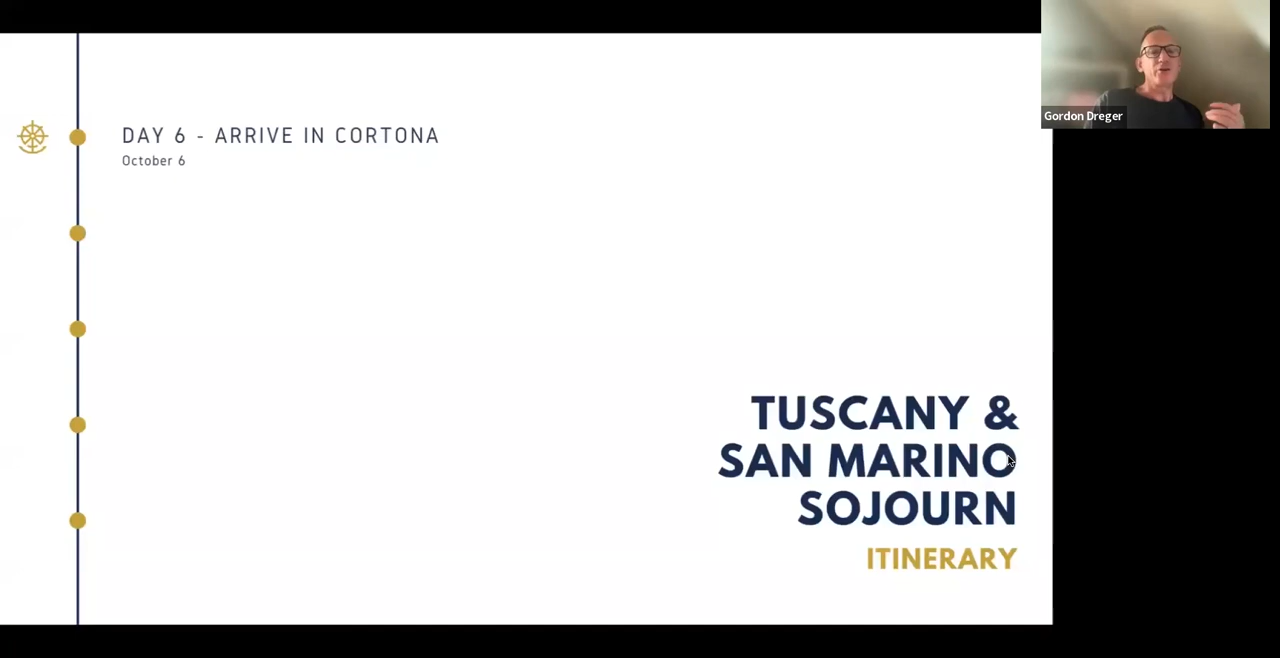 DAY 6 - ARRIVE IN CORTONA
October 6
Gordon Dreger
TUSCANY &
SAN MARINO
SOJOURN
ITINERARY